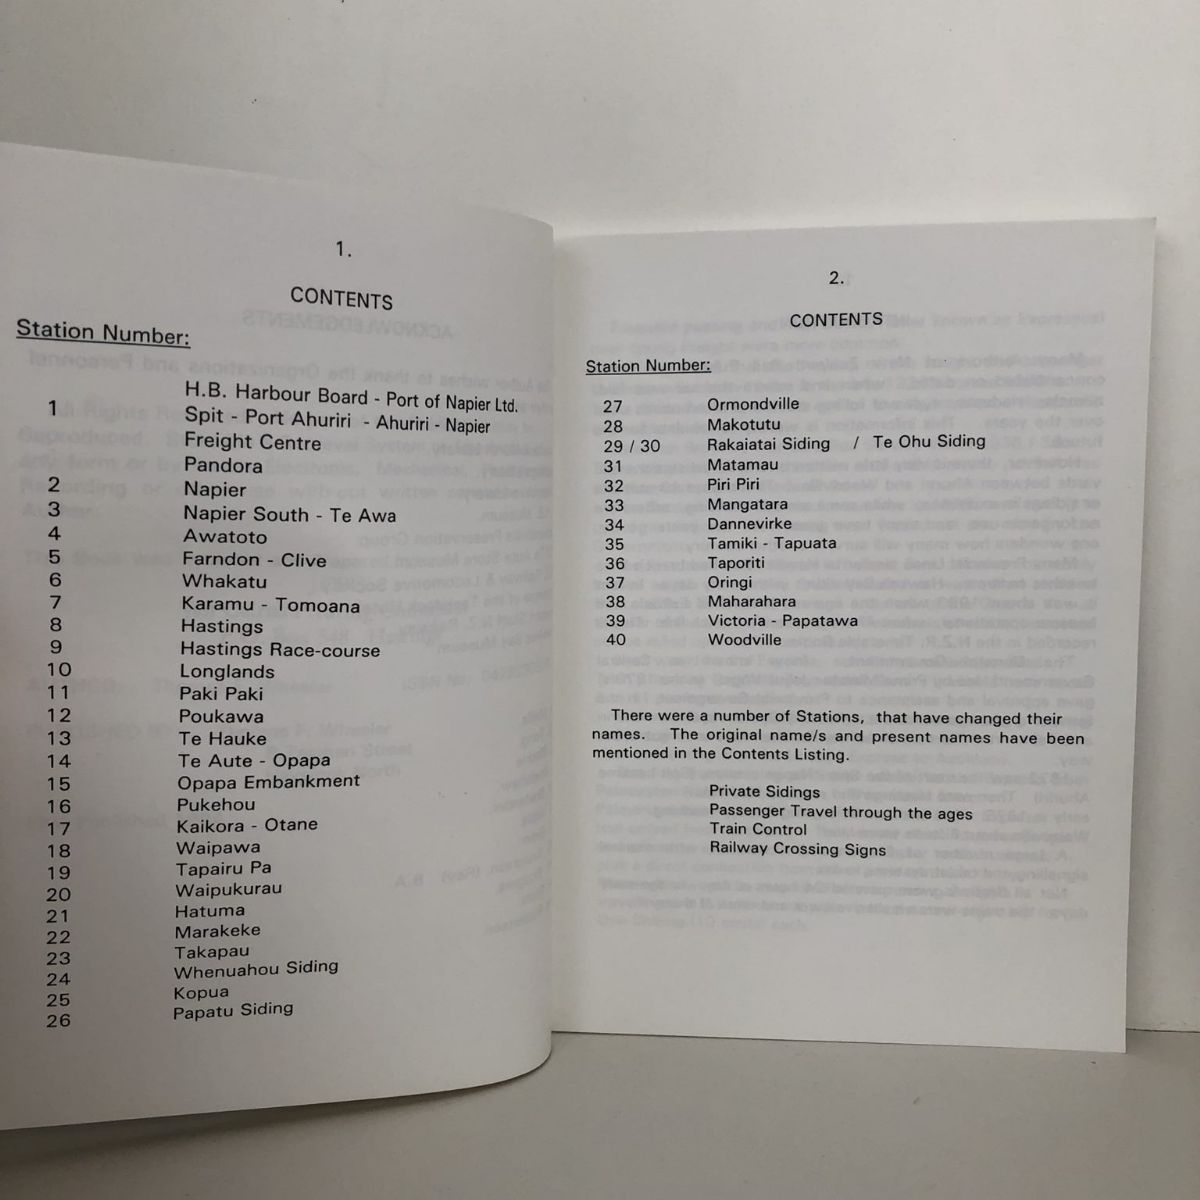 1.
CONTENTS
Station Number:
H.B. Harbour Board - Port of Napier Ltd.
1 Spit - Port Ahuriri - Ahuriri - Napier
Freight Centre
Pandora
2 Napier
3 Napier South - Te Awa
4 Awatoto
5 Farndon - Clive
6 Whakatu
7 Karamu - Tomoana
8 Hastings
9 Hastings Race-course
10 Longlands
11 Paki Paki
12 Poukawa
13 Te Hauke
14 Te Aute - Opapa
15 Opapa Embankment
16 Pukehou
17 Kaikora - Otane
18 Waipawa
19 Tapairu Pa
20 Waipukurau
21 Hatuma
22 Marakeke
23 Takapau
24 Whenuahou Siding
25 Kopua
26 Papatu Siding
2.
CONTENTS
Station Number:
27 Ormondville
28 Makotutu
29 / 30 Rakaiatai Siding / Te Ohu Siding
31 Matamau
32 Piri Piri
33 Mangatara
34 Dannevirke
35 Tamiki - Tapuata
36 Taporiti
37 Oringi
38 Maharahara
39 Victoria - Papatawa
40 Woodville
There were a number of Stations, that have changed their
names. The original name/s and present names have been
mentioned in the Contents Listing.
Private Sidings
Passenger Travel through the ages
Train Control
Railway Crossing Signs